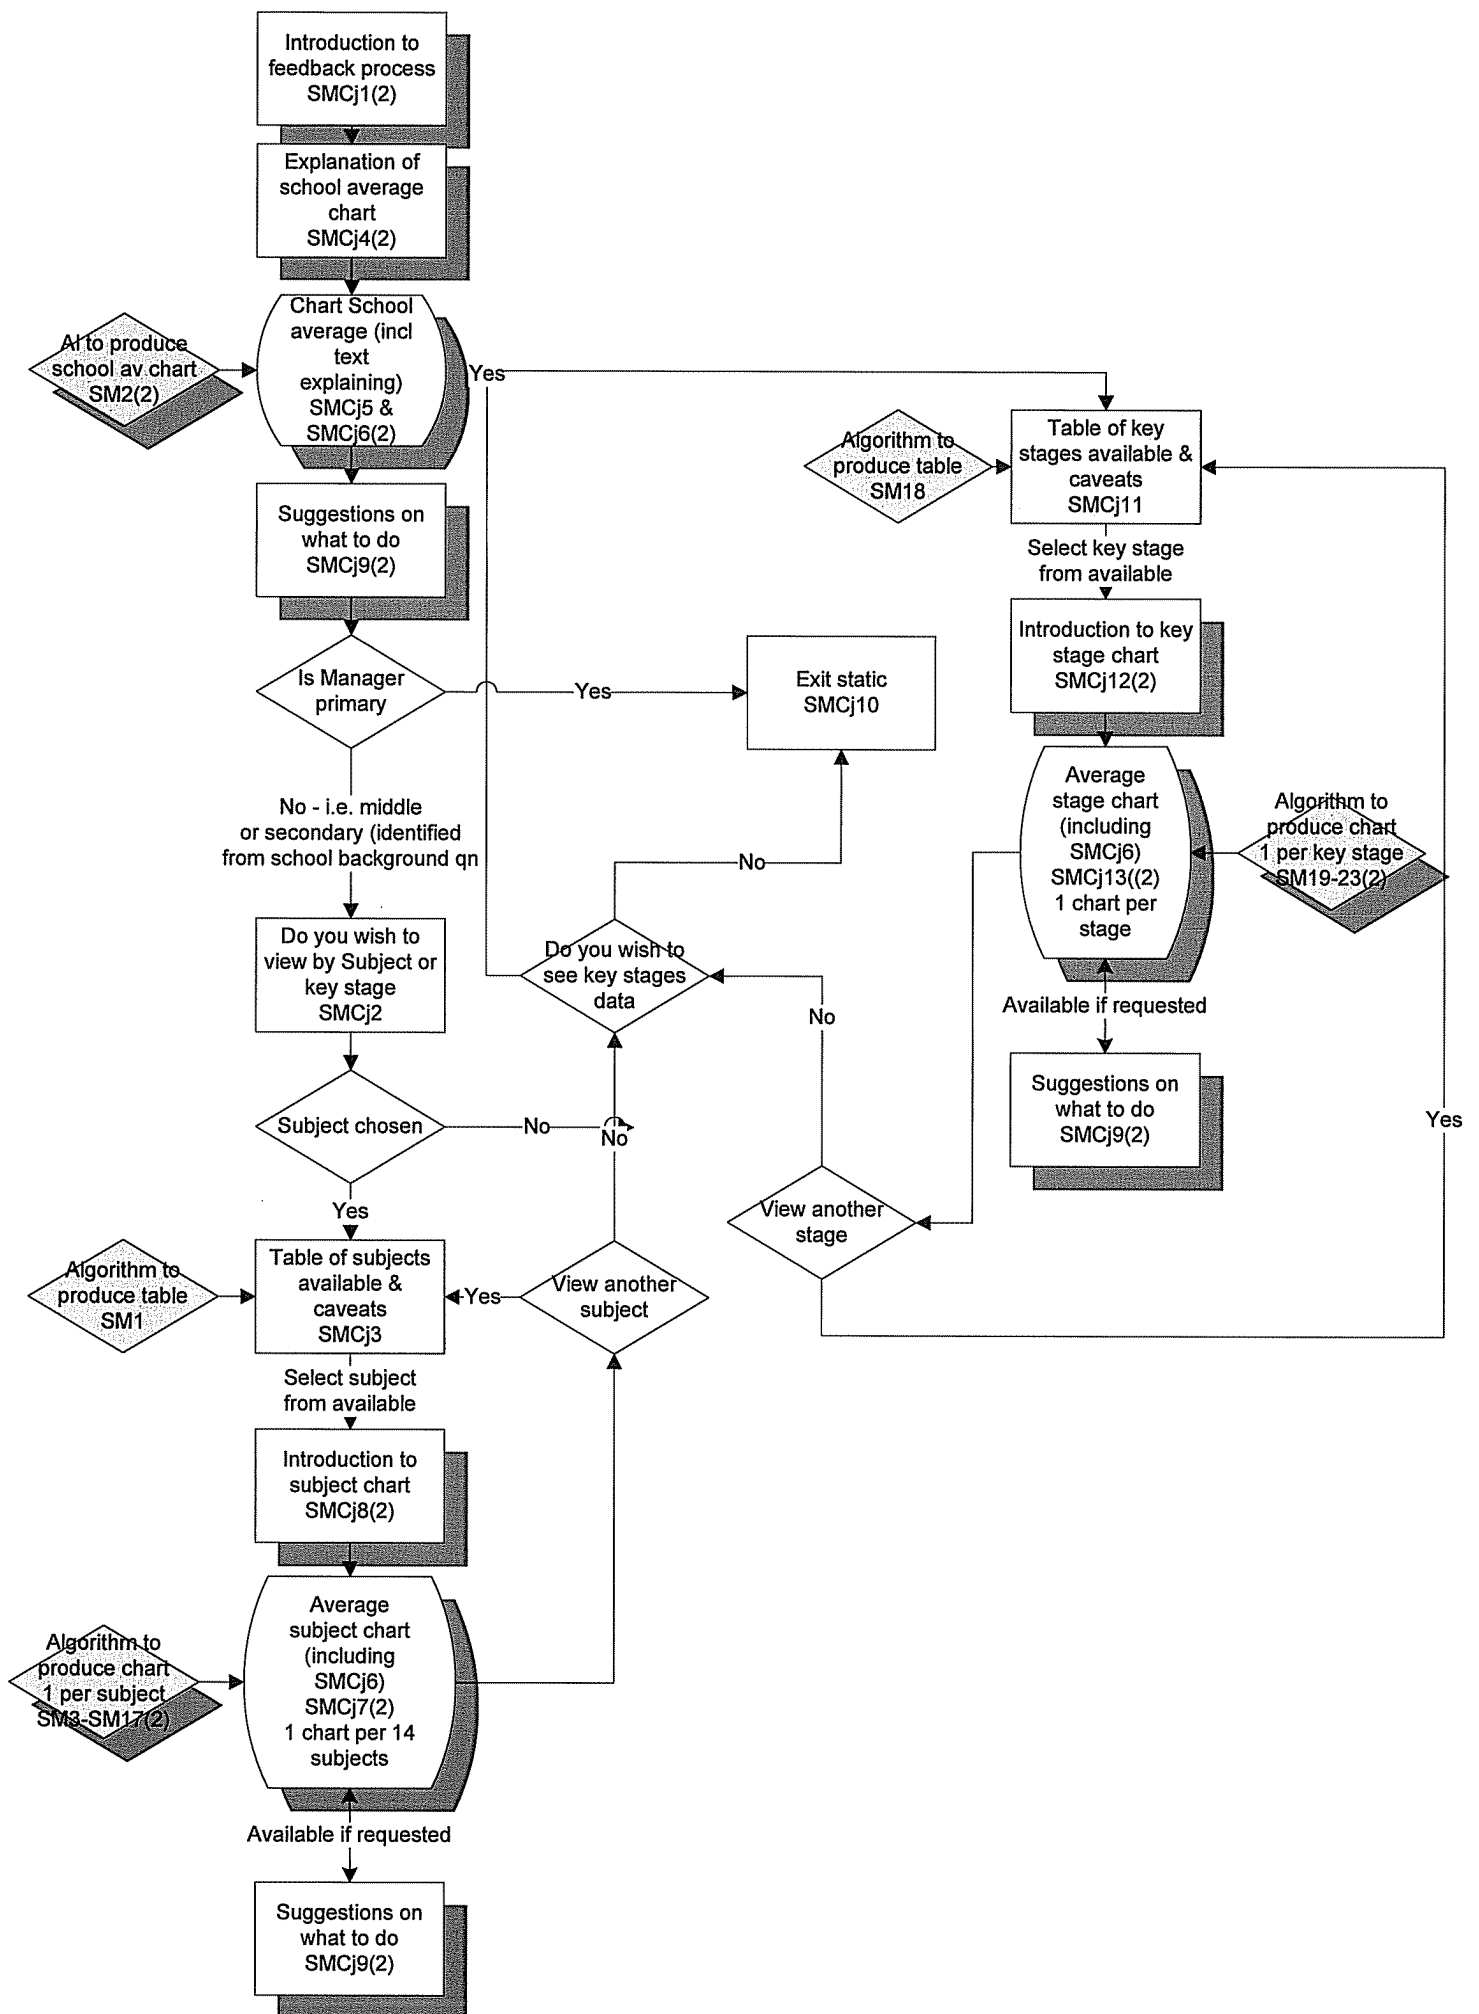 Introduction to
feedback process
SMCj1(2)
Explanation of
school average
chart
SMCj4(2)
Chart School
average (incl
text
explaining)
SMCj5 &
SMCj6(2)
Al to produce
school av chart
SM2(2)
Yes
Suggestions on
what to do
SMCj9(2)
Algorithm to
produce table
SM18
Table of key
stages available &
caveats
SMCj11
Select key stage
from available
Introduction to key
stage chart
SMCj12(2)
Is Manager
primary
Yes
Exit static
SMCj10
No - i.e. middle
or secondary (identified
from school background qn
Average
stage chart
(including
SMCj6)
SMCj13((2)
1 chart per
stage
Algorithm to
produce chart
1 per key stage
SM19-23(2)
No
Do you wish to
view by Subject or
key stage
SMCj2
Do you wish to
see key stages
data
No
Available if requested
Suggestions on
what to do
SMCj9(2)
Yes
Subject chosen
No
No
Yes
View another
stage
Algorithm to
produce table
SM1
Table of subjects
available &
caveats
SMCj3
Yes
View another
subject
Select subject
from available
Introduction to
subject chart
SMCj8(2)
Algorithm to
produce chart
1 per subject
SM3-SM17(2)
Average
subject chart
(including
SMCj6)
SMCj7(2)
1 chart per 14
subjects
Available if requested
Suggestions on
what to do
SMCj9(2)